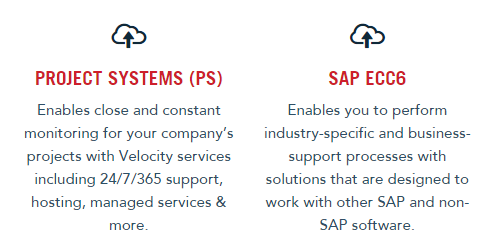 PROJECT SYSTEMS (PS)
Enables close and constant
monitoring for your company's
projects with Velocity services
including 24/7/365 support,
hosting, managed services &
more.
SAP ECC6
Enables you to perform
industry-specific and business-
support processes with
solutions that are designed to
work with other SAP and non-
SAP software.